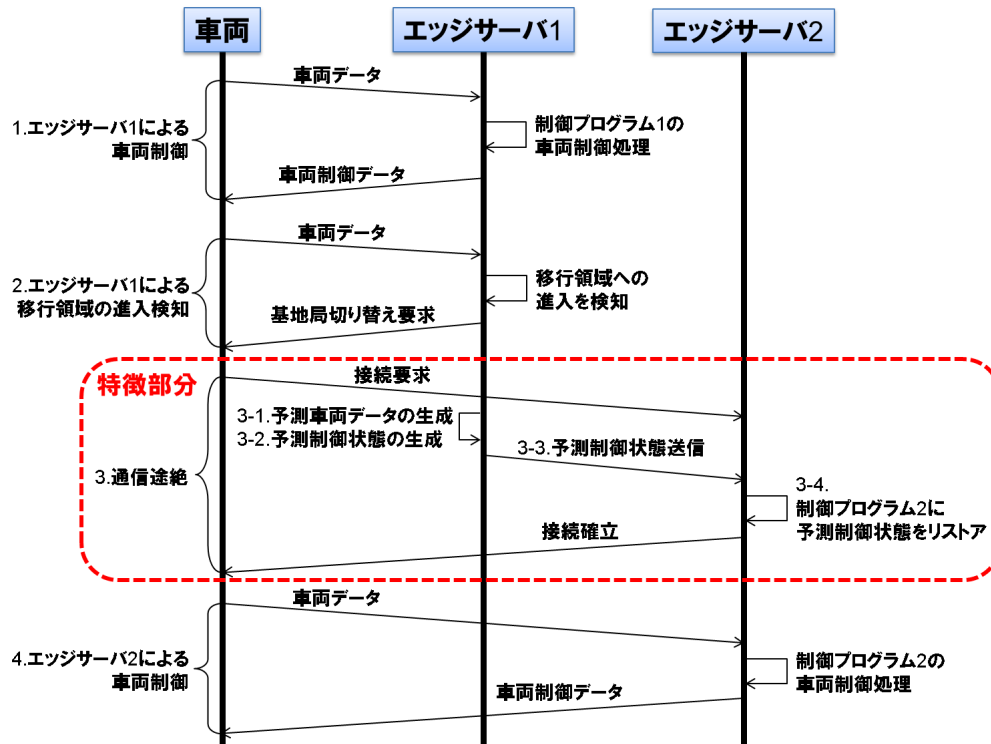 車両
エッジサーバ1
エッジサーバ2
車両データ
1.エッジサーバ1による
車両制御
制御プログラム1の
車両制御処理
車両制御データ
車両データ
2.エッジサーバ1による
移行領域の進入検知
移行領域への
進入を検知
基地局切り替え要求
特徴部分
接続要求
3-1.予測車両データの生成
3-2.予測制御状態の生成
3-3.予測制御状態送信
3.通信途絶
3-4.
制御プログラム2に
予測制御状態をリストア
接続確立
車両データ
4.エッジサーバ2による
車両制御
制御プログラム2の
車両制御処理
車両制御データ